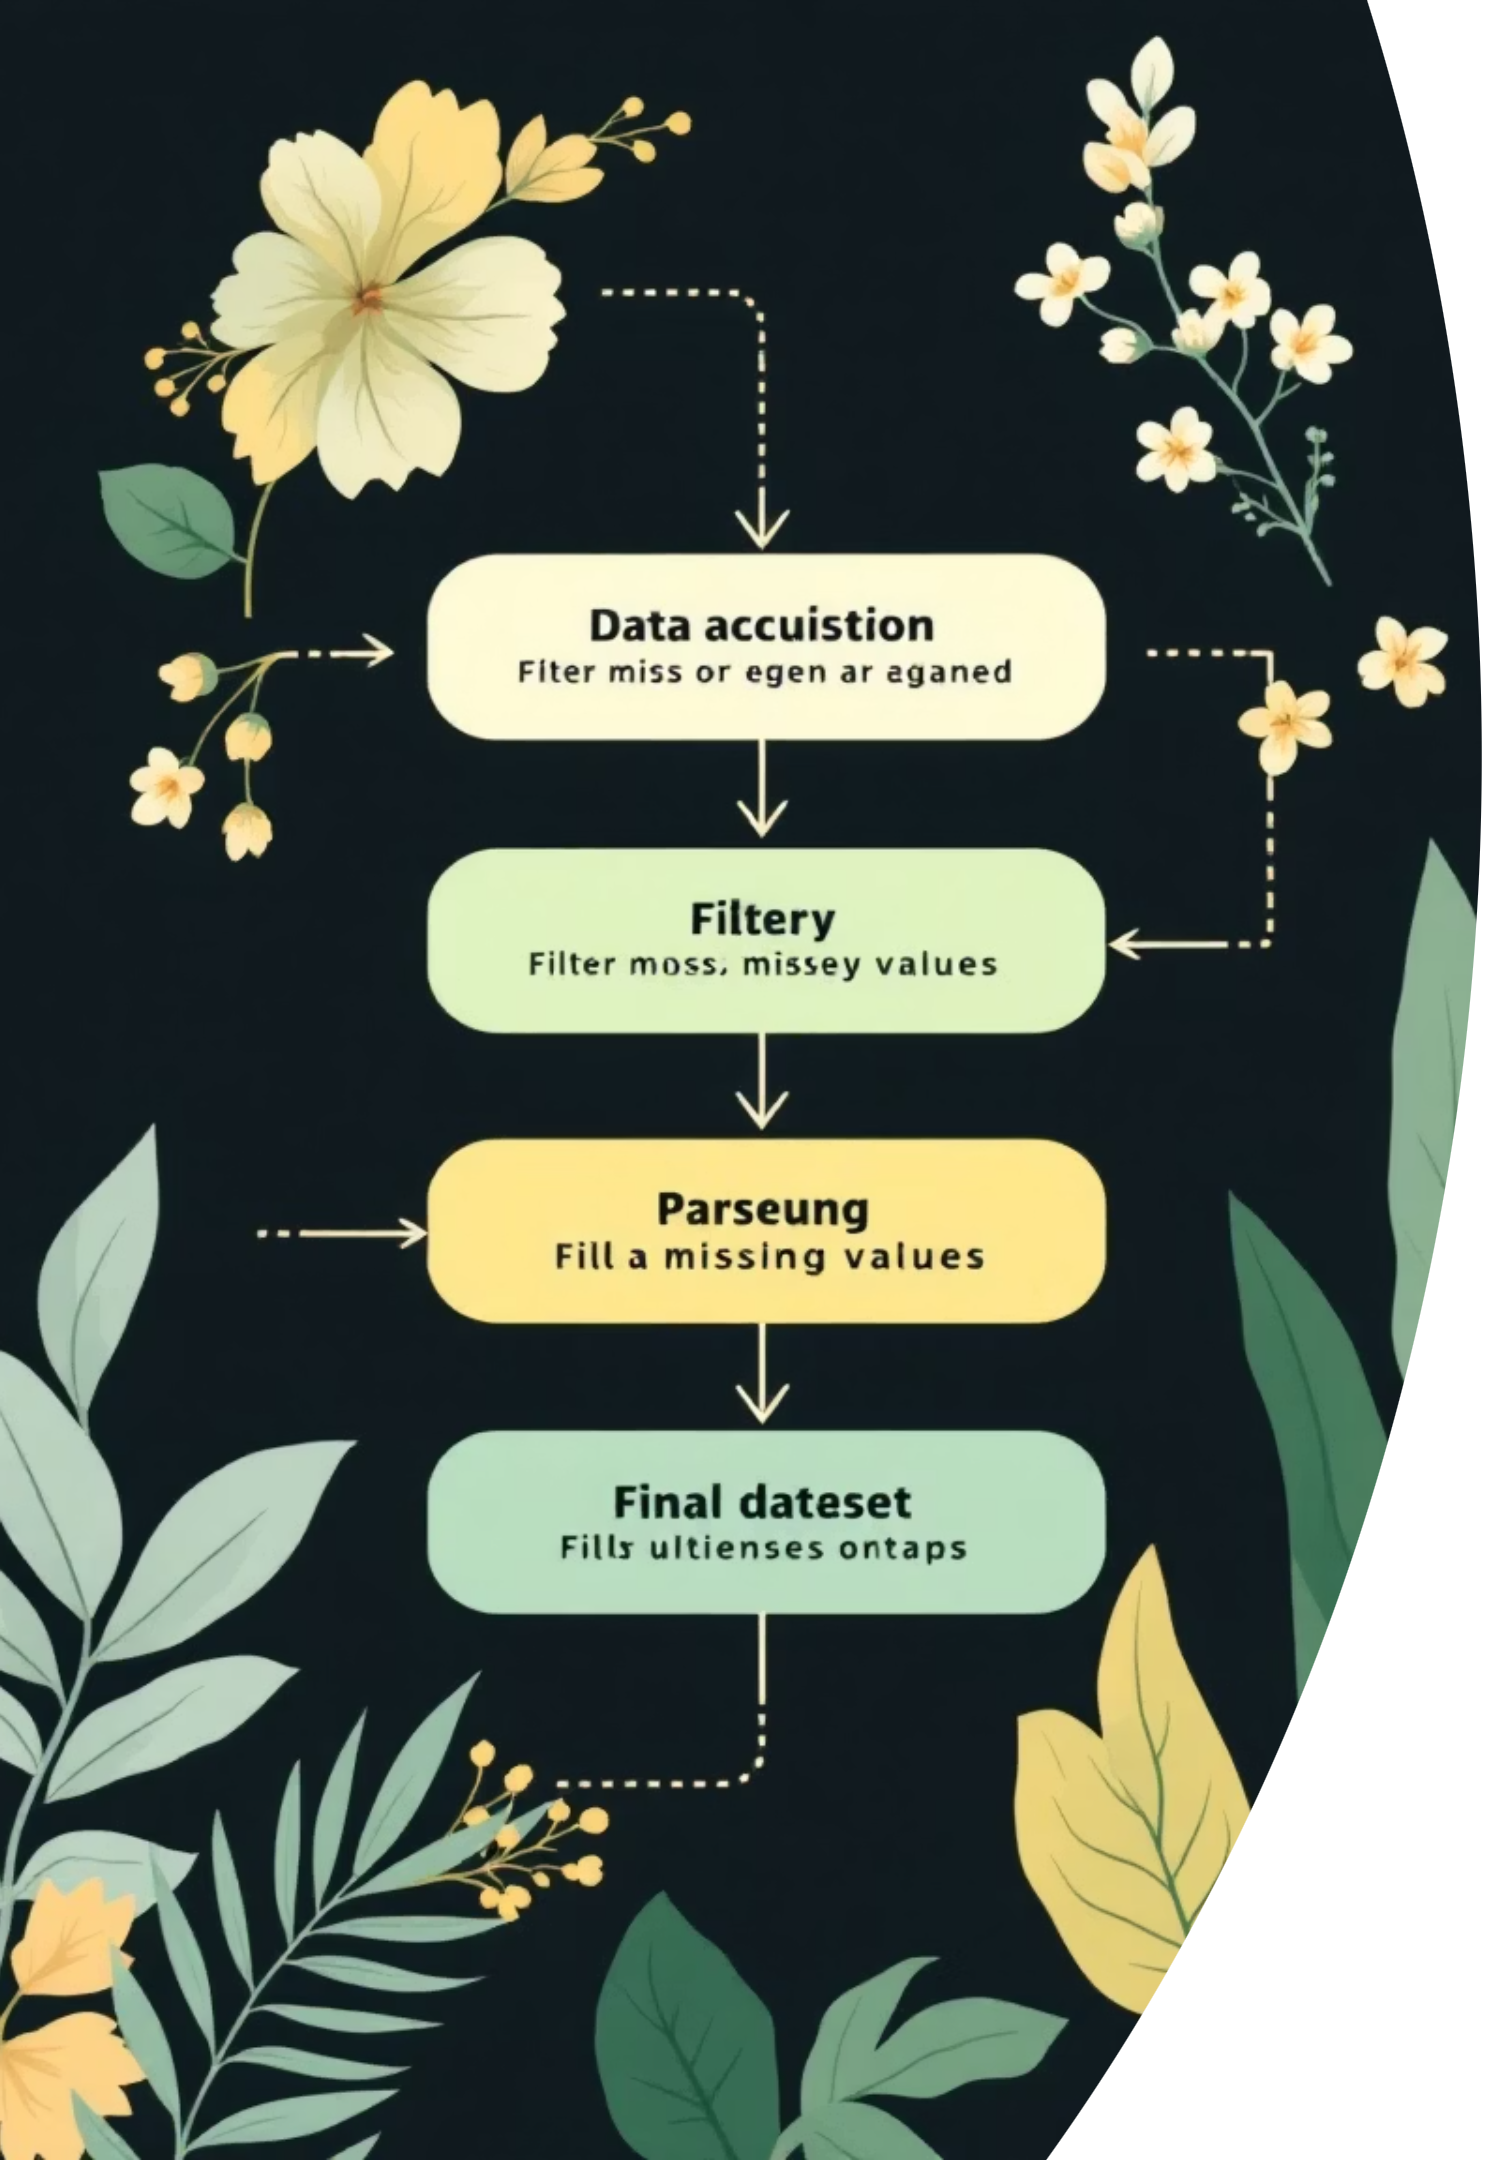 Data accuistion
Fiter miss or egen ar aganed
Filtery
Filter moss, missey values
Parseung
Fill a missing values
Final dateset
Fills ultienses ontaps